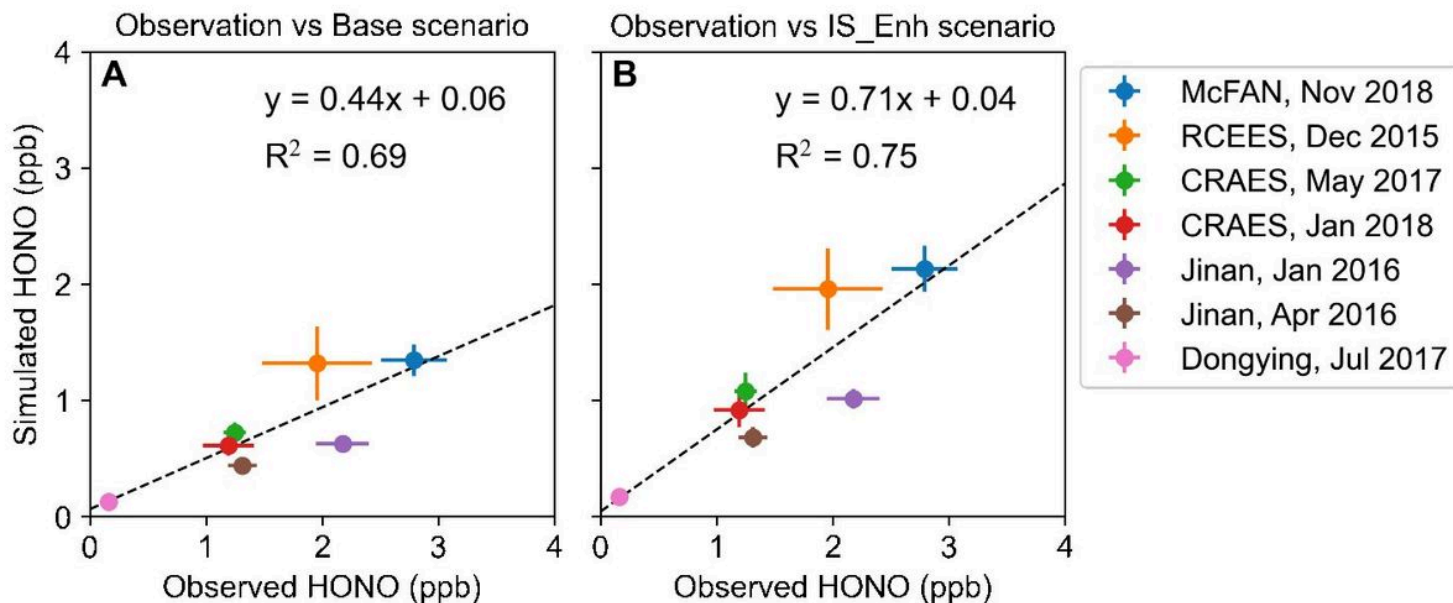 Observation vs Base scenario
Observation vs IS_Enh scenario
A
y = 0.44x + 0.06
R² = 0.69
B
y = 0.71x + 0.04
R² = 0.75
McFAN, Nov 2018
RCEES, Dec 2015
CRAES, May 2017
CRAES, Jan 2018
Jinan, Jan 2016
Jinan, Apr 2016
Dongying, Jul 2017
Simulated HONO (ppb)
4
3
2
1
0
0 1 2 3 4
0 1 2 3 4
Observed HONO (ppb)
Observed HONO (ppb)